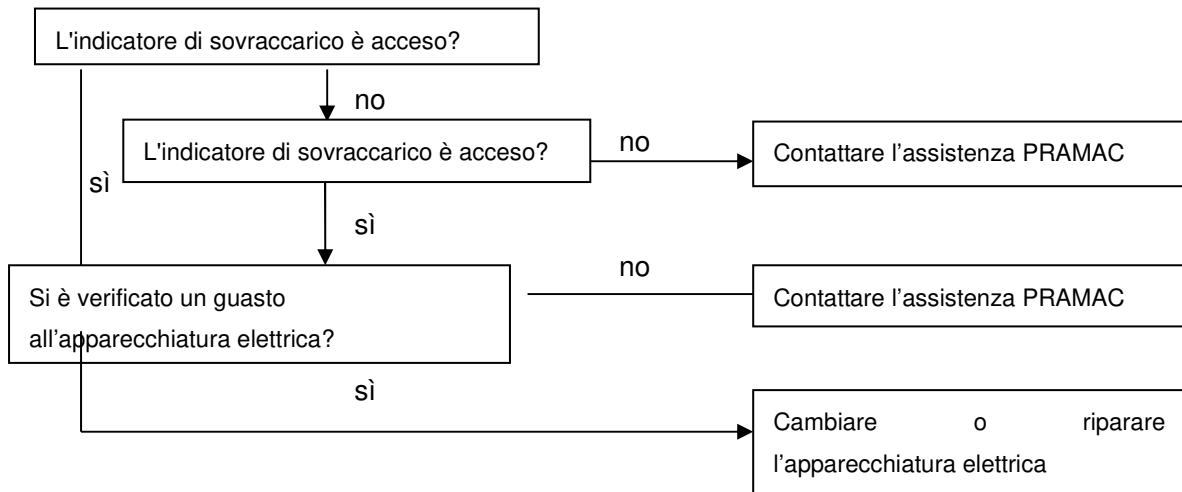 L'indicatore di sovraccarico è acceso?
no
L'indicatore di sovraccarico è acceso?
no
Contattare l'assistenza PRAMAC
sì
sì
Si è verificato un guasto
all'apparecchiatura elettrica?
no
Contattare l'assistenza PRAMAC
sì
Cambiare o riparare
l'apparecchiatura elettrica